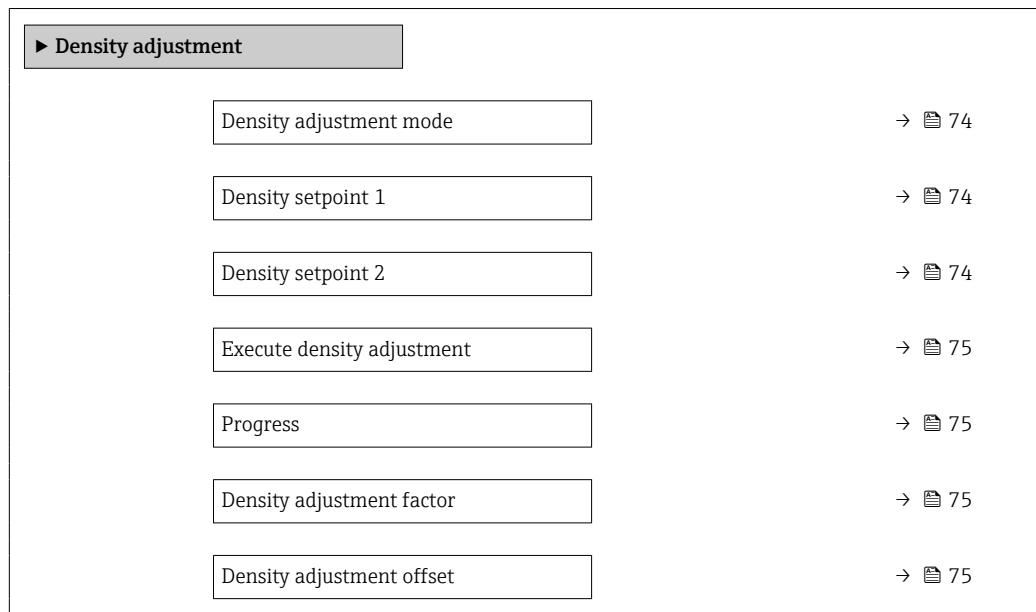 ▶ Density adjustment
Density adjustment mode → 74
Density setpoint 1 → 74
Density setpoint 2 → 74
Execute density adjustment → 75
Progress → 75
Density adjustment factor → 75
Density adjustment offset → 75